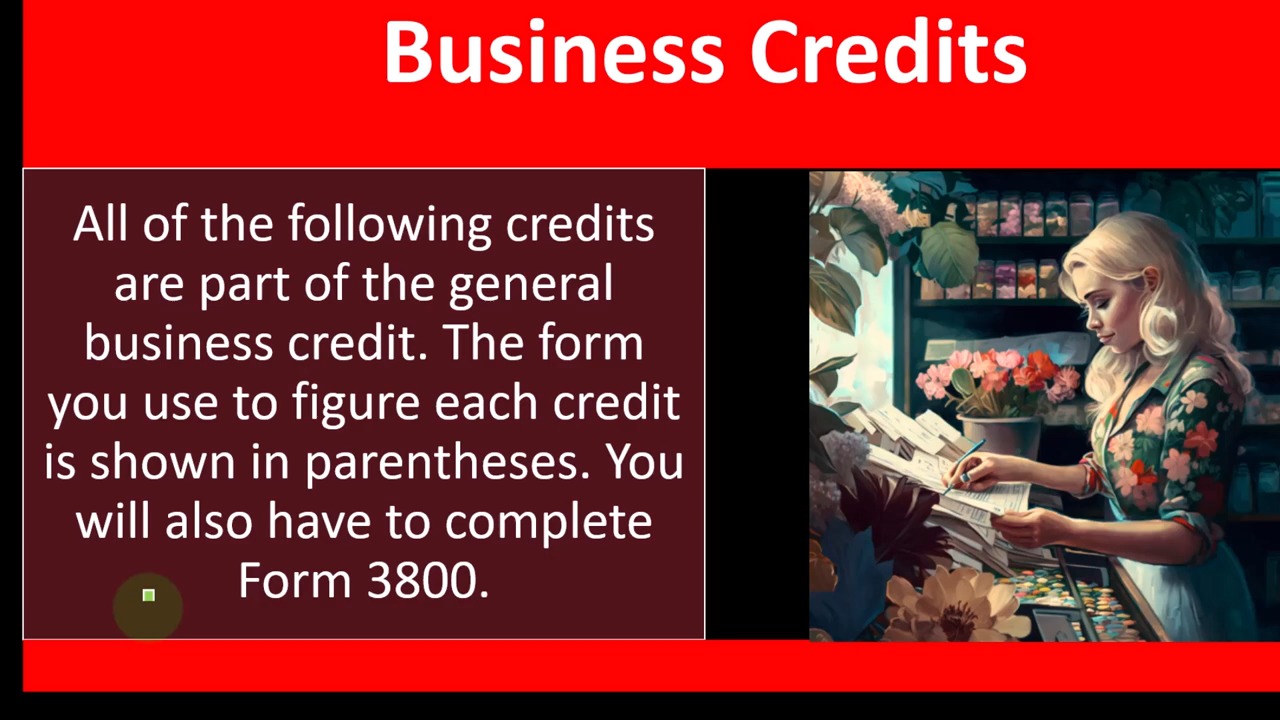 Business Credits
All of the following credits
are part of the general
business credit. The form
you use to figure each credit
is shown in parentheses. You
will also have to complete
Form 3800.